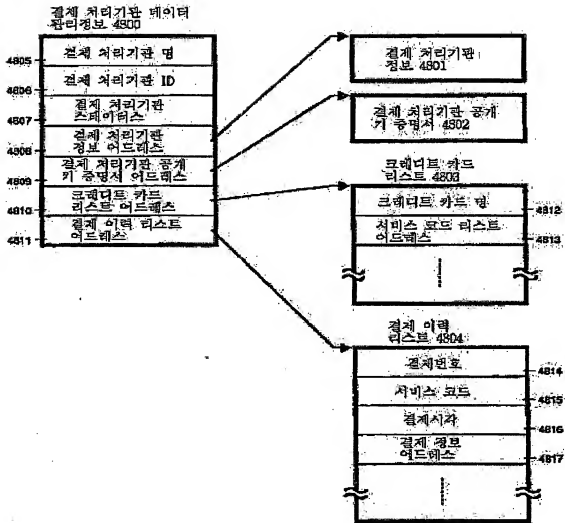 결제 처리기관 데이터
관리정보 4800
결제 처리기관 명
4805
결제 처리기관 ID
4806
결제 처리기관
스테이터스
4807
결제 처리기관
정보 어드레스
4808
결제 처리기관 공개
키 증명서 어드레스
4809
크레디트 카드
리스트 어드레스
4810
결제 이력 리스트
어드레스
4811
결제 처리기관
정보 4801
결제 처리기관 공개
키 증명서 4802
크레디트 카드
리스트 4803
크레디트 카드 명
4812
서비스 코드 리스트
어드레스
4813
결제 이력
리스트 4804
결제번호
4814
서비스 코드
4815
결제시각
4816
결제 정보
어드레스
4817